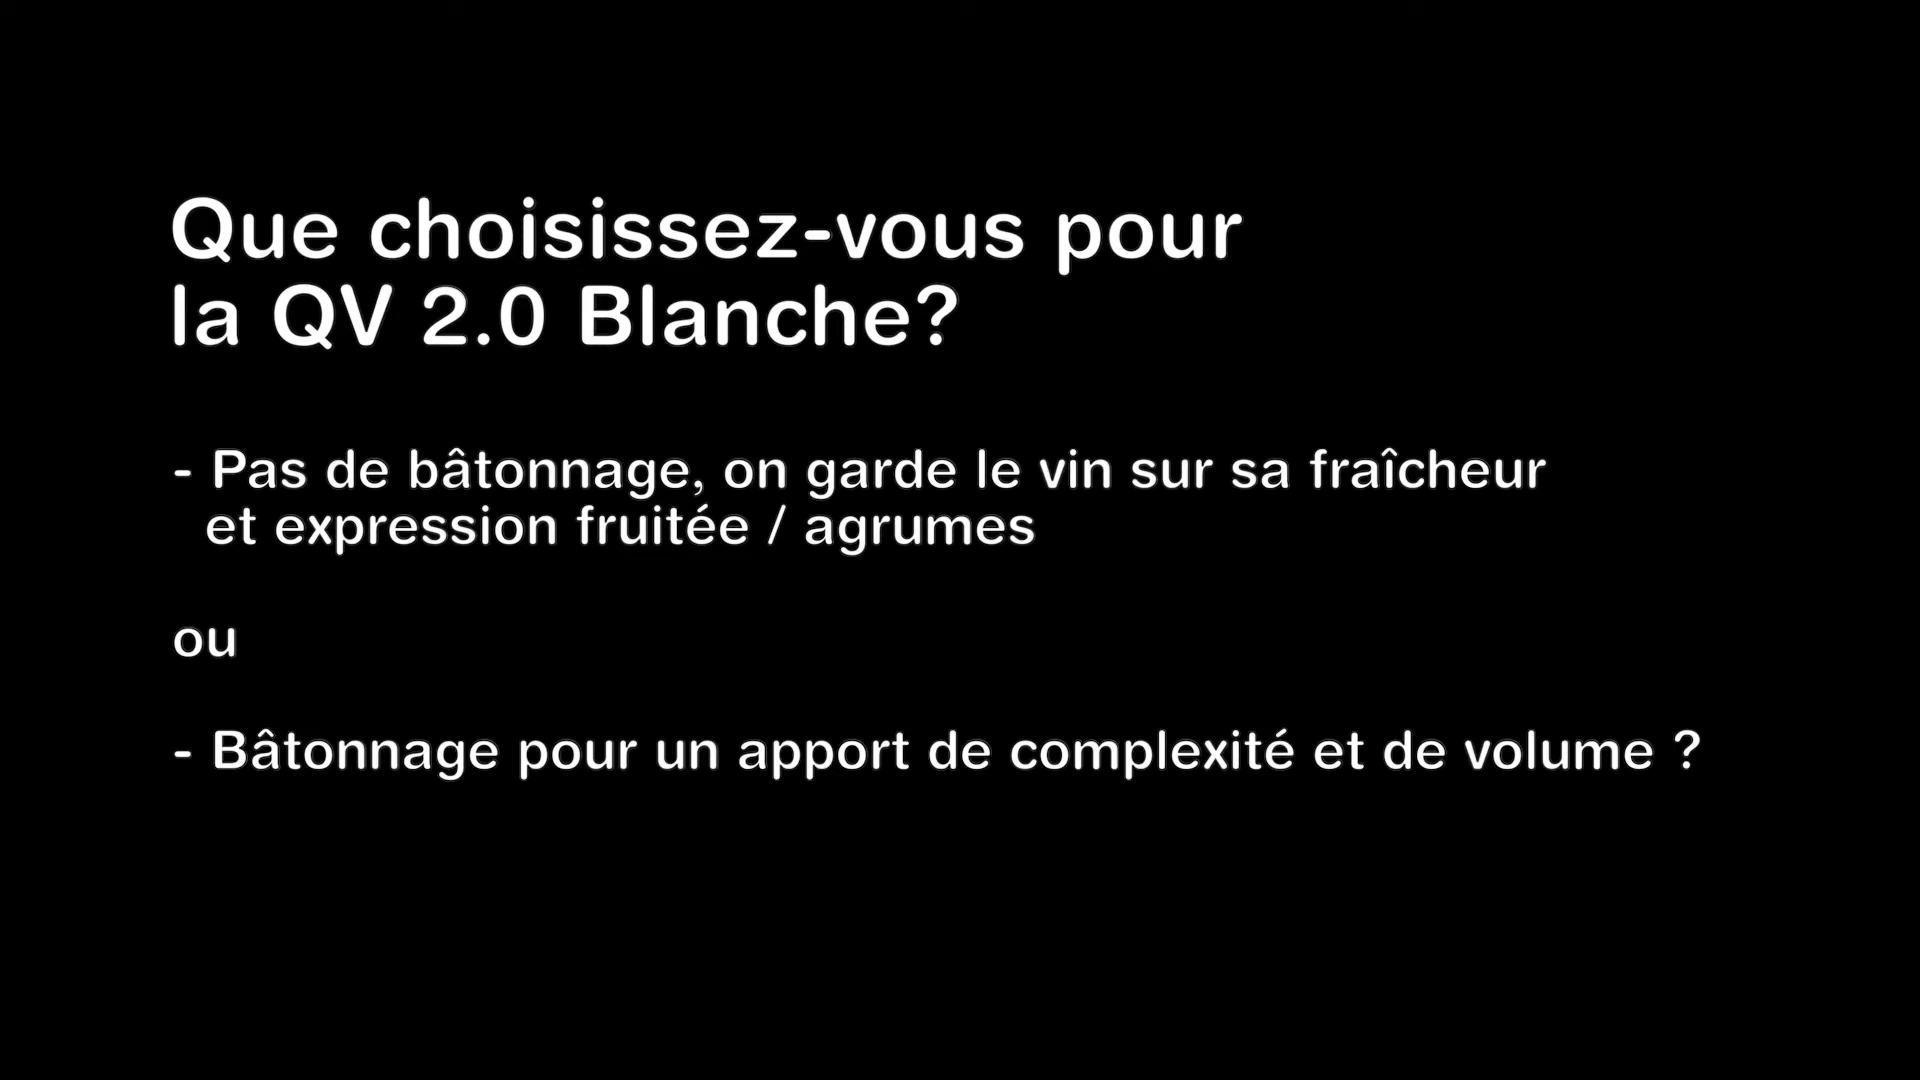 Que choisissez-vous pour
la QV 2.0 Blanche?
- Pas de bâtonnage, on garde le vin sur sa fraîcheur
et expression fruitée / agrumes
ou
- Bâtonnage pour un apport de complexité et de volume ?